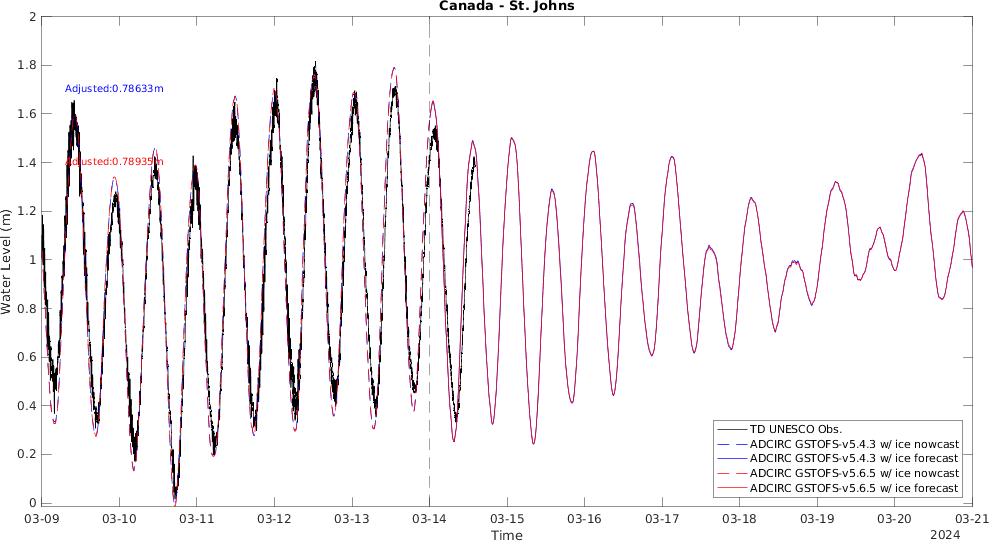 Canada - St. Johns
2
1.8
1.6
1.4
1.2
1
0.8
0.6
0.4
0.2
0
Water Level (m)
Adjusted:0.78633m
Adjusted:0.78935m
TD UNESCO Obs.
ADCIRC GSTOFS-v5.4.3 w/ ice nowcast
ADCIRC GSTOFS-v5.4.3 w/ ice forecast
ADCIRC GSTOFS-v5.6.5 w/ ice nowcast
ADCIRC GSTOFS-v5.6.5 w/ ice forecast
03-09 03-10 03-11 03-12 03-13 03-14 03-15 03-16 03-17 03-18 03-19 03-20 03-21
Time
2024